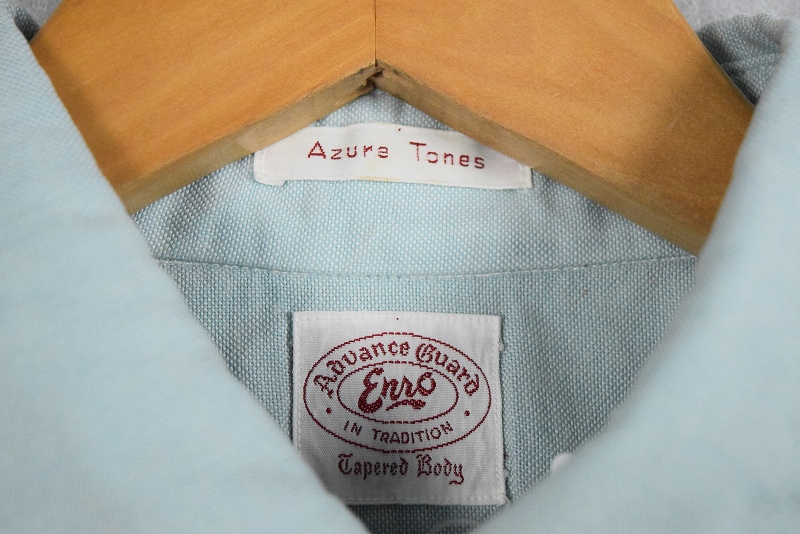 Azure Tones
Advance Guard
Enro
IN TRADITION
Tapered Body